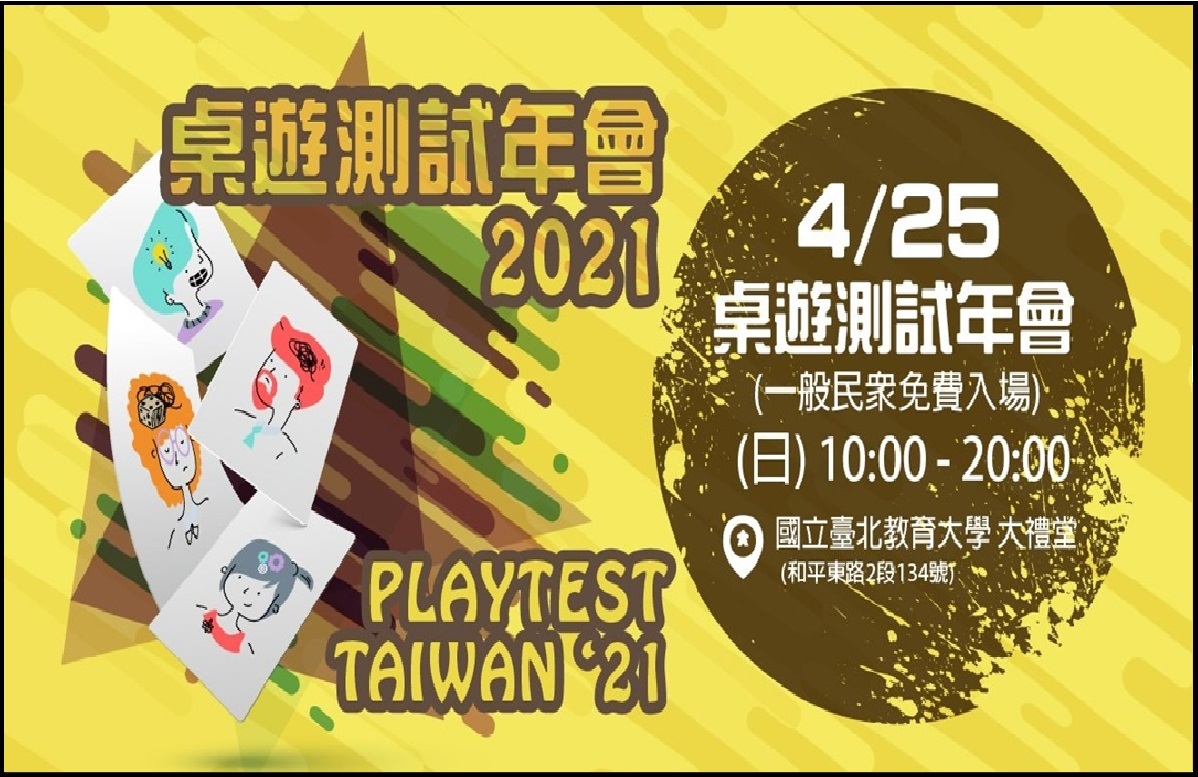 桌遊測試年會
2021
PLAYTEST
TAIWAN ‘21
4/25
桌遊測試年會
(一般民眾免費入場)
(日) 10:00 - 20:00
國立臺北教育大學 大禮堂
(和平東路2段134號)